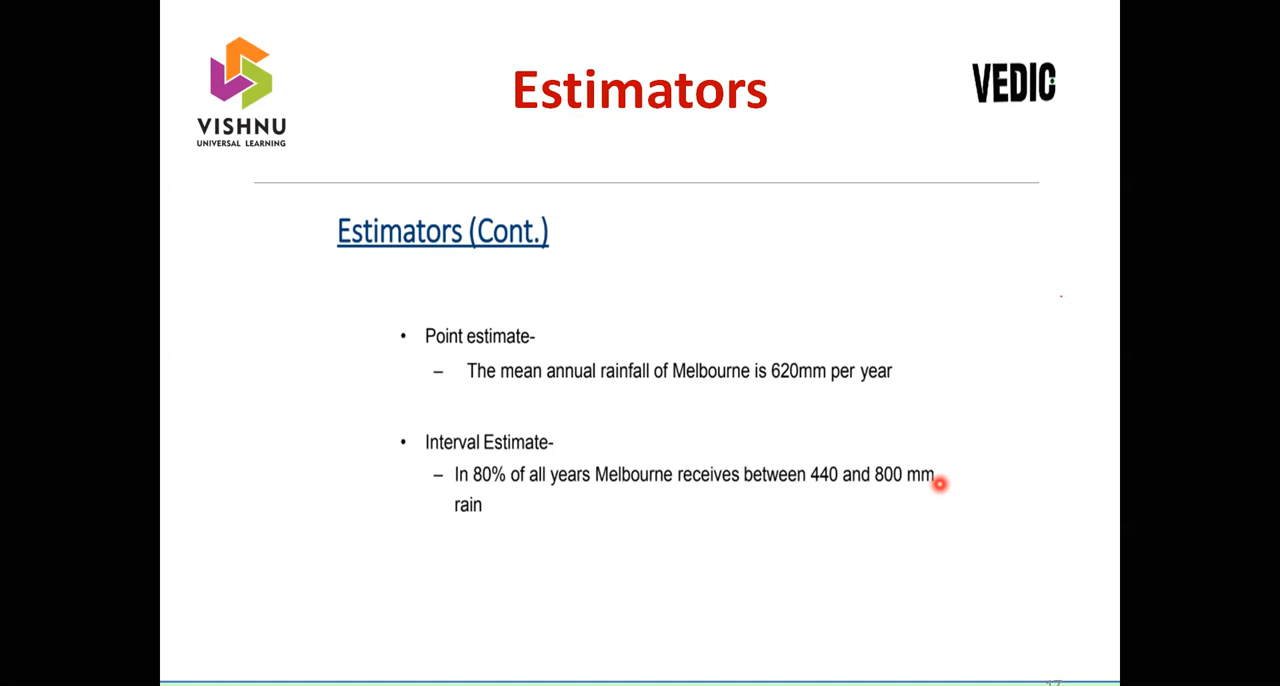 VISHNU
UNIVERSAL LEARNING
Estimators
VEDIC
Estimators (Cont.)
• Point estimate-
– The mean annual rainfall of Melbourne is 620mm per year
• Interval Estimate-
– In 80% of all years Melbourne receives between 440 and 800 mm
rain